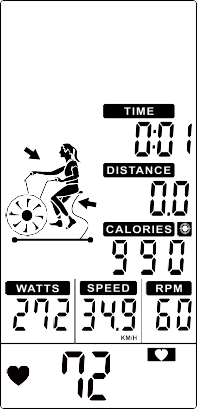 TIME
0:01
DISTANCE
0.0
CALORIES
990
WATTS SPEED RPM
272 34.9 60
KM/H
72